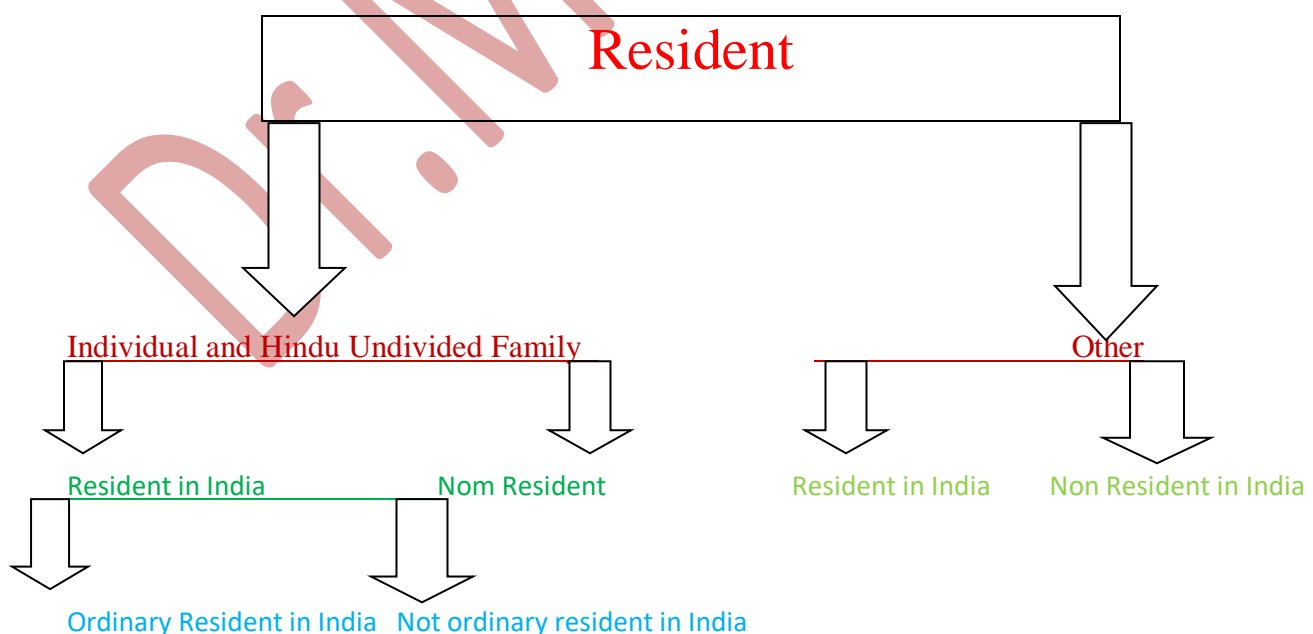 Resident
Individual and Hindu Undivided Family Other
Resident in India Nom Resident Resident in India Non Resident in India
Ordinary Resident in India Not ordinary resident in India